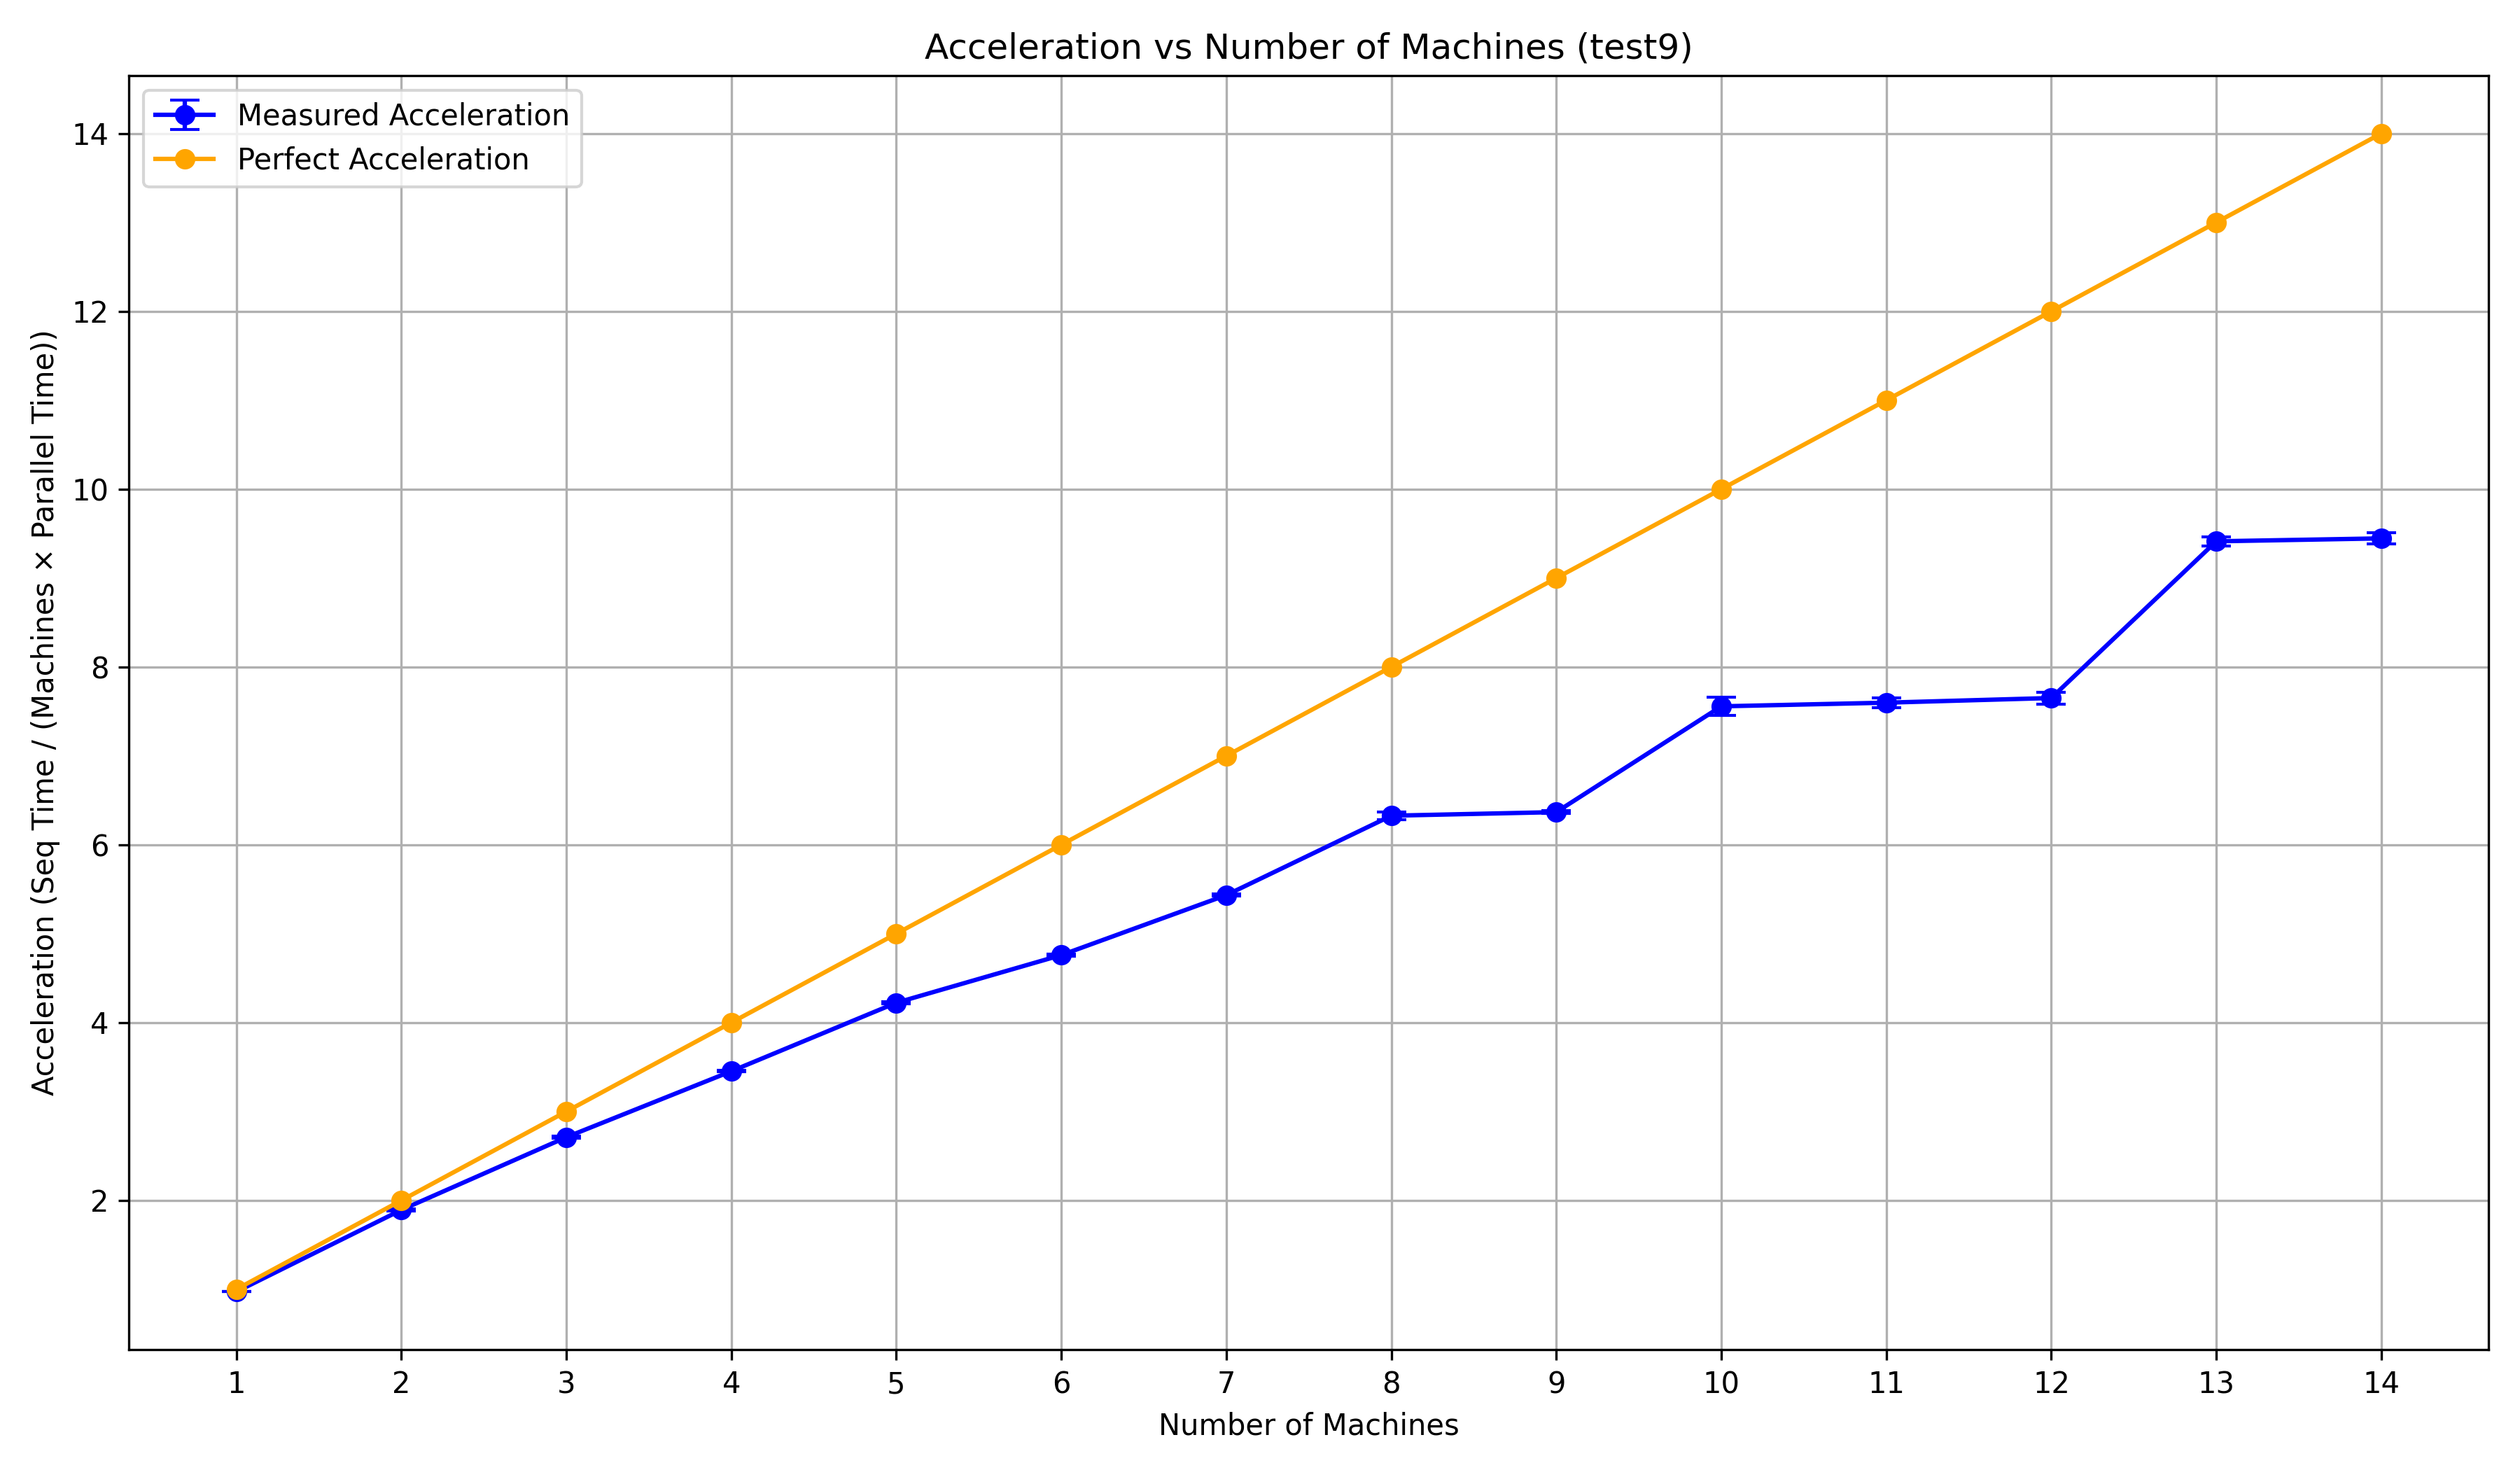 Acceleration vs Number of Machines (test9)
Measured Acceleration
Perfect Acceleration
Acceleration (Seq Time / (Machines × Parallel Time))
14
12
10
8
6
4
2
1 2 3 4 5 6 7 8 9 10 11 12 13 14
Number of Machines